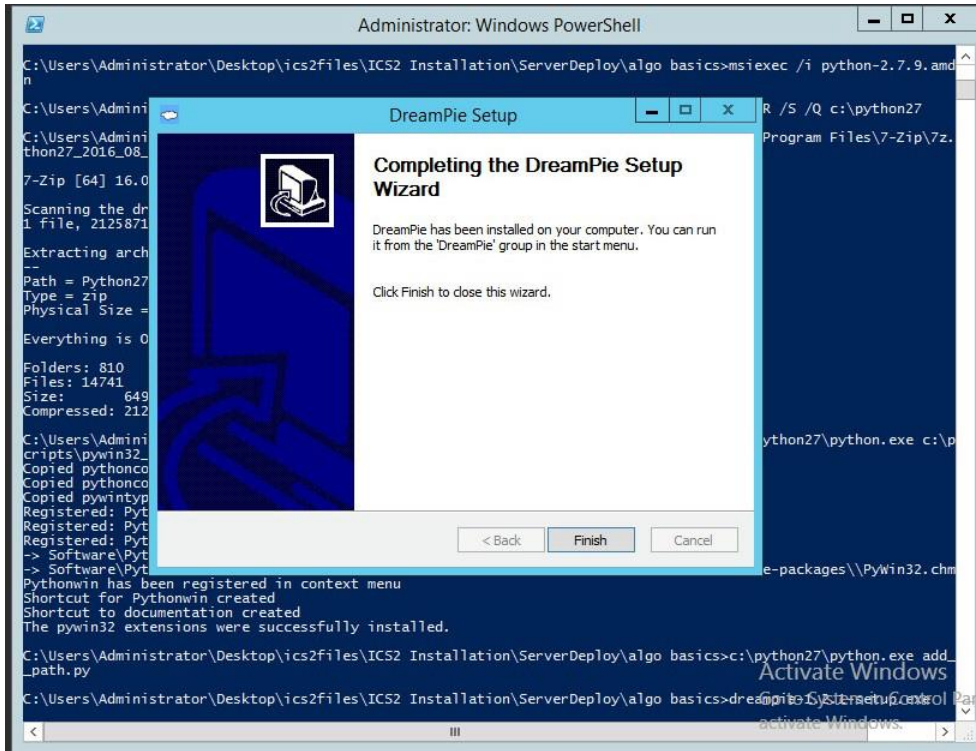 Administrator: Windows PowerShell
C:\Users\Administrator\Desktop\ics2files\ICS2 Installation\ServerDeploy\algo basics>msiexec /i python-2.7.9.amd
n
C:\Users\Admini
R /S /Q c:\python27
C:\Users\Admini
Program Files\7-Zip\7z.
thon27_2016_08_
7-Zip [64] 16.0
Scanning the dr
1 file, 2125871
Extracting arch
--
Path = Python27
Type = zip
Physical Size =
Everything is O
Folders: 810
Files: 14741
Size: 649
Compressed: 212
C:\Users\Admini
ython27\python.exe c:\p
cripts\pywin32_
Copied pythonco
Copied pythonco
Copied pywintyp
Registered: Pyt
Registered: Pyt
Registered: Pyt
-> Software\Pyt
-> Software\Pyt
e-packages\\PyWin32.chm
Pythonwin has been registered in context menu
Shortcut for Pythonwin created
Shortcut to documentation created
The pywin32 extensions were successfully installed.
C:\Users\Administrator\Desktop\ics2files\ICS2 Installation\ServerDeploy\algo basics>c:\python27\python.exe add_
_path.py
C:\Users\Administrator\Desktop\ics2files\ICS2 Installation\ServerDeploy\algo basics>
DreamPie Setup
Completing the DreamPie Setup
Wizard
DreamPie has been installed on your computer. You can run
it from the 'DreamPie' group in the start menu.
Click Finish to close this wizard.
< Back
Finish
Cancel
Activate Windows
Go to System in Control Pan
activate Windows.